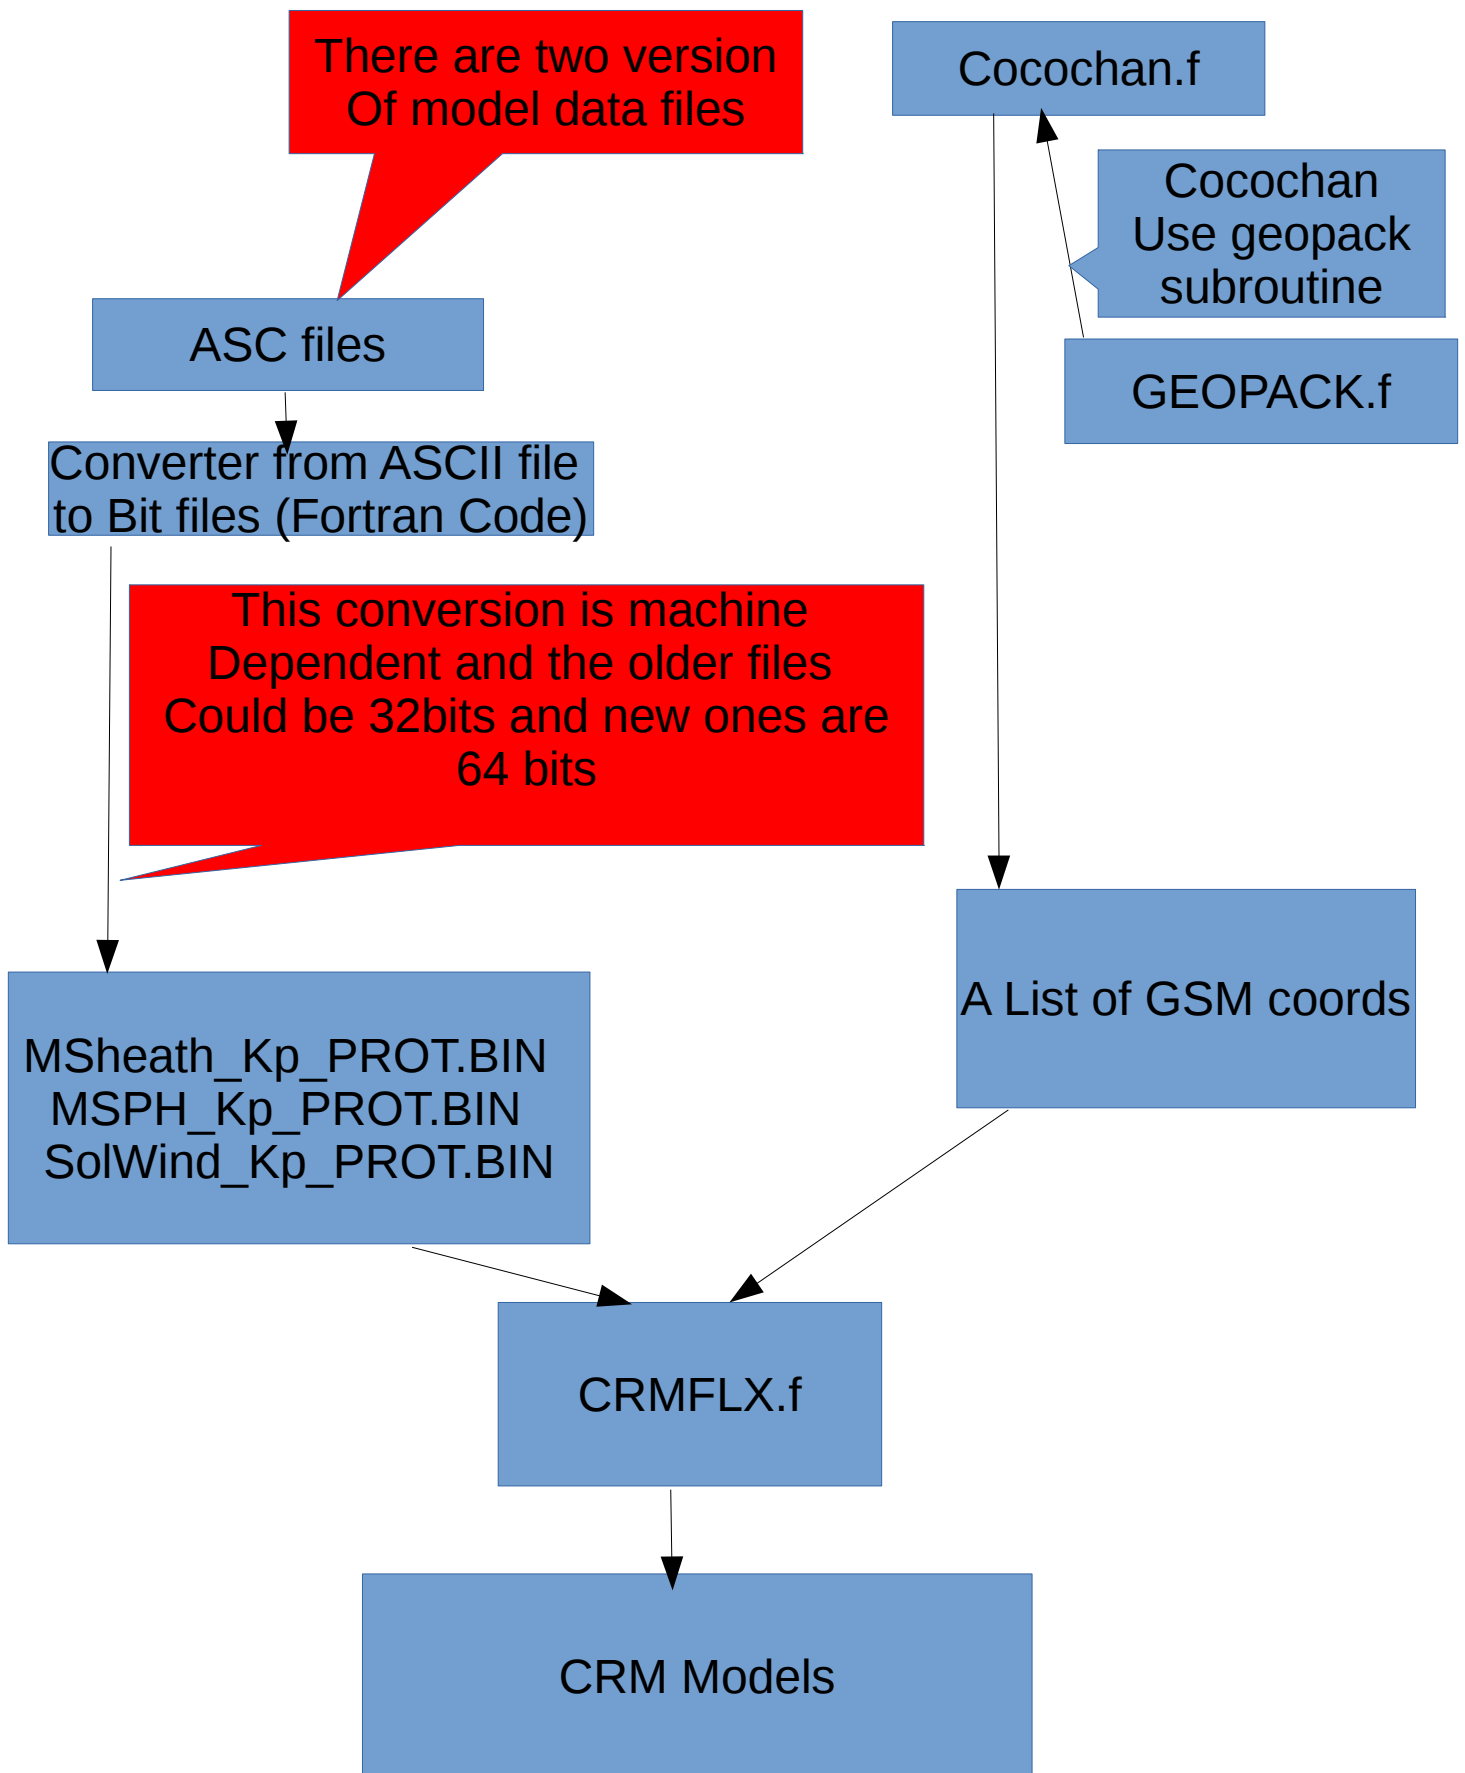 There are two version
Of model data files
Cocochan.f
Cocochan
Use geopack
subroutine
ASC files
GEOPACK.f
Converter from ASCII file
to Bit files (Fortran Code)
This conversion is machine
Dependent and the older files
Could be 32bits and new ones are
64 bits
A List of GSM coords
MSheath_Kp_PROT.BIN
MSPH_Kp_PROT.BIN
SolWind_Kp_PROT.BIN
CRMFLX.f
CRM Models